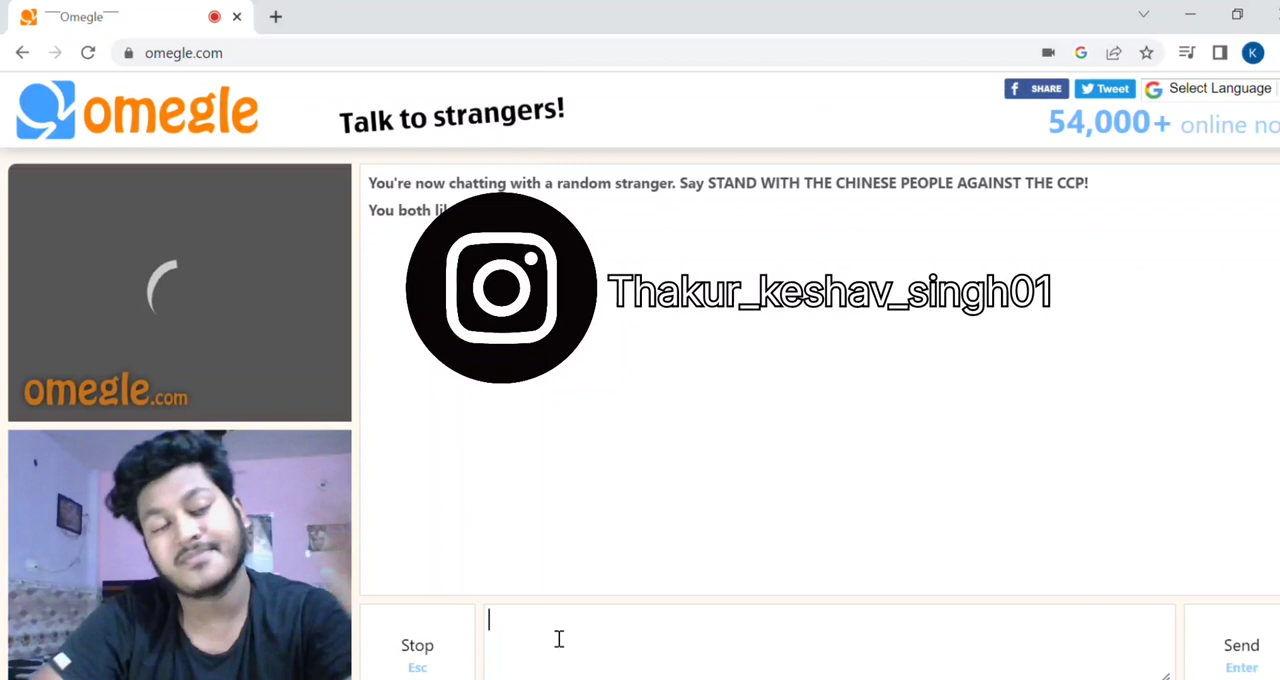 Omegle
omegle.com
omegle
Talk to strangers!
SHARE
Tweet
Select Language
54,000+ online no
You're now chatting with a random stranger. Say STAND WITH THE CHINESE PEOPLE AGAINST THE CCP!
You both li
Thakur_keshav_singh01
omegle.com
Stop
Esc
Send
Enter
K